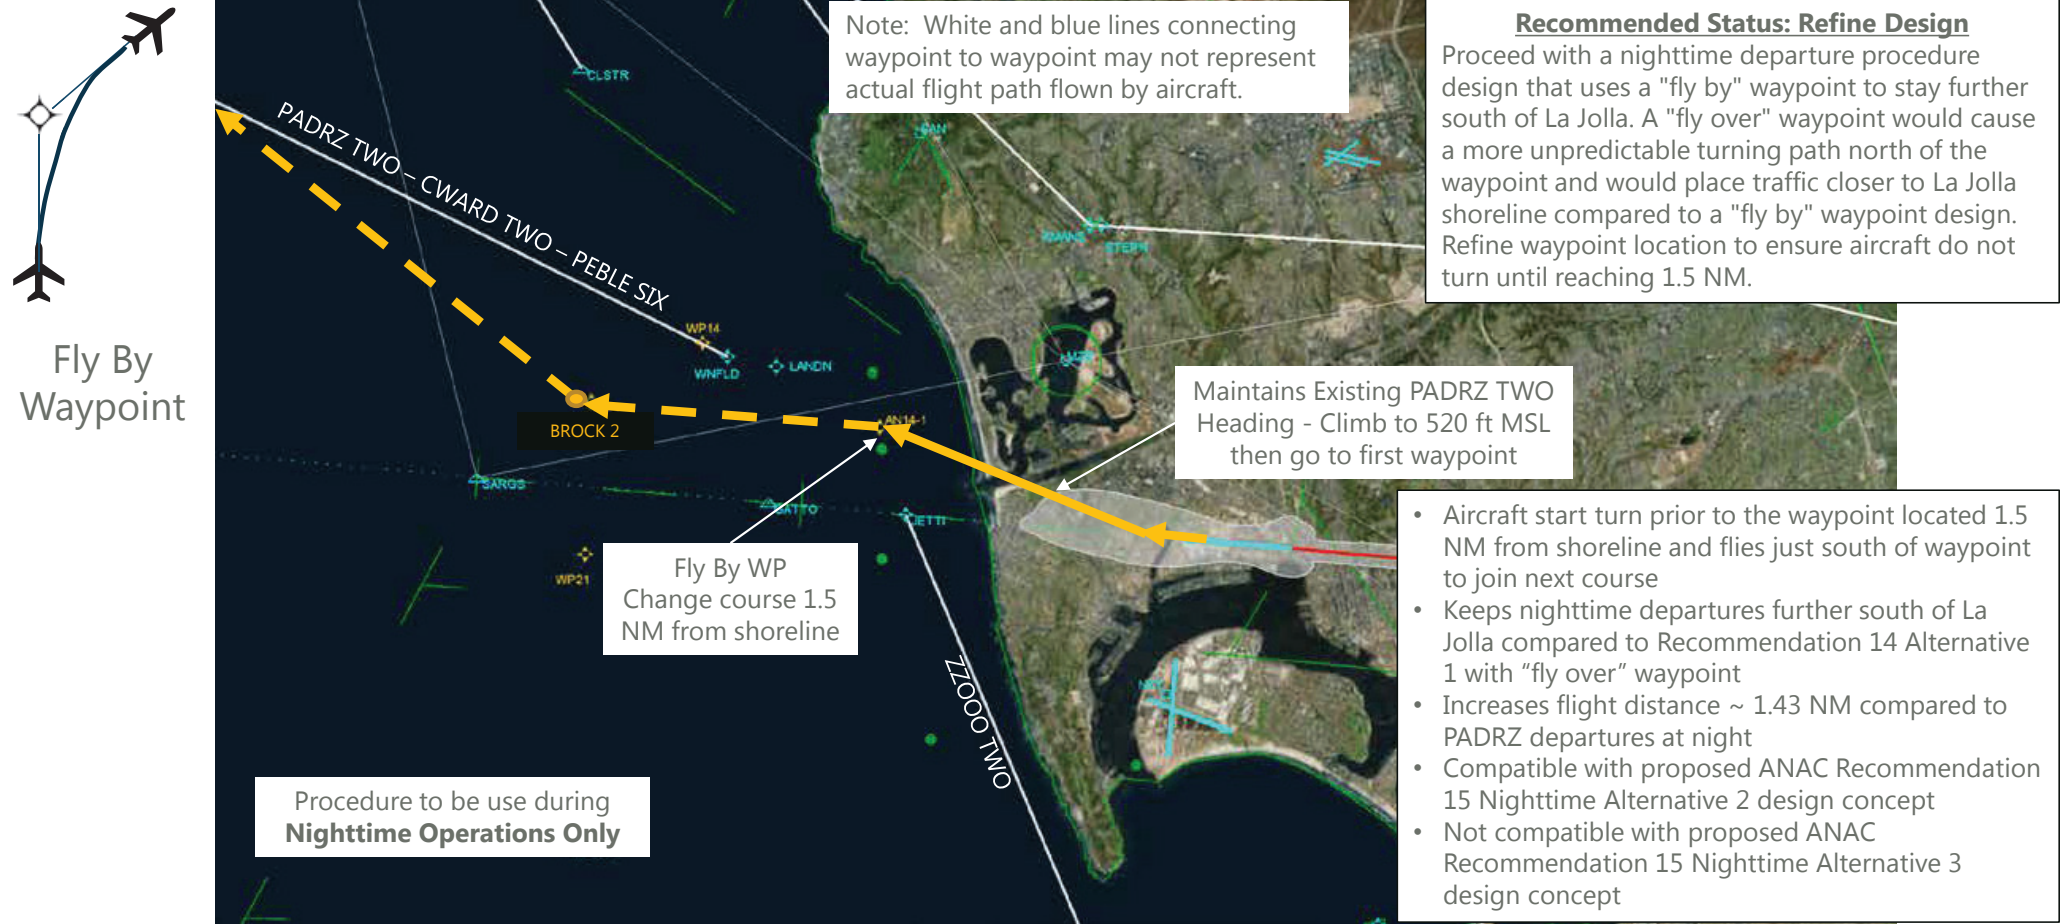 Fly By
Waypoint
Note:  White and blue lines connecting
waypoint to waypoint may not represent
actual flight path flown by aircraft.
Recommended Status: Refine Design
Proceed with a nighttime departure procedure
design that uses a "fly by" waypoint to stay further
south of La Jolla. A "fly over" waypoint would cause
a more unpredictable turning path north of the
waypoint and would place traffic closer to La Jolla
shoreline compared to a "fly by" waypoint design.
Refine waypoint location to ensure aircraft do not
turn until reaching 1.5 NM.
CLSTR
PADRZ TWO – CWARD TWO – PEBLE SIX
WP14
WNFLD
LANDN
STEPN
MZB
BROCK 2
AN14-1
SARGS
JETTI
WP21
ZZOOO TWO
Maintains Existing PADRZ TWO
Heading - Climb to 520 ft MSL
then go to first waypoint
Fly By WP
Change course 1.5
NM from shoreline
• Aircraft start turn prior to the waypoint located 1.5
NM from shoreline and flies just south of waypoint
to join next course
• Keeps nighttime departures further south of La
Jolla compared to Recommendation 14 Alternative
1 with “fly over” waypoint
• Increases flight distance ~ 1.43 NM compared to
PADRZ departures at night
• Compatible with proposed ANAC Recommendation
15 Nighttime Alternative 2 design concept
• Not compatible with proposed ANAC
Recommendation 15 Nighttime Alternative 3
design concept
Procedure to be use during
Nighttime Operations Only